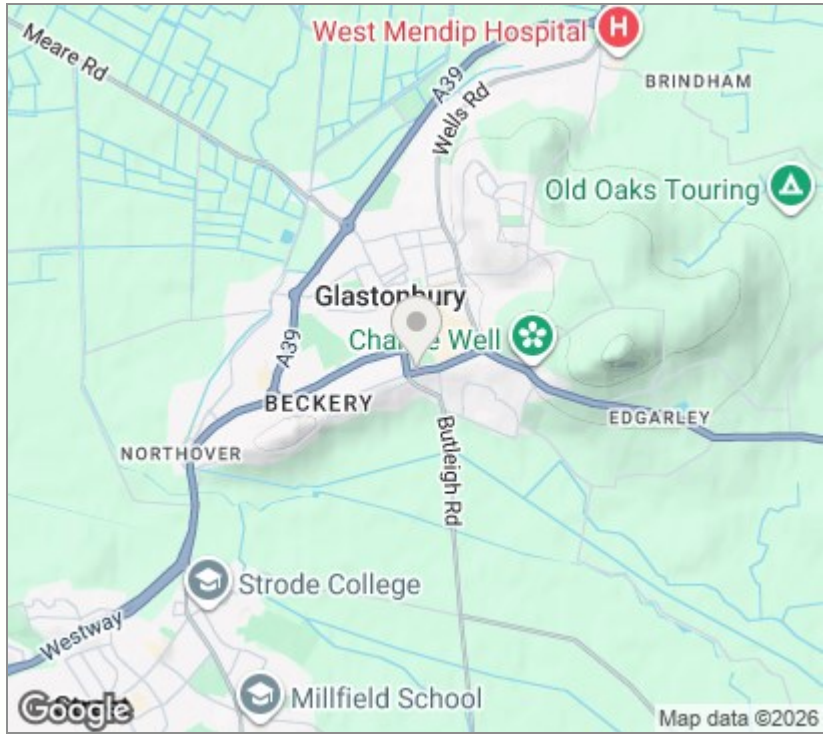 Meare Rd
West Mendip Hospital
H
BRINDHAM
A39
Wells Rd
Old Oaks Touring
Glastonbury
Well
A39
BECKERY
EDGARLEY
NORTHOVER
Butleigh Rd
Strode College
Westway
Millfield School
Google
Map data ©2026